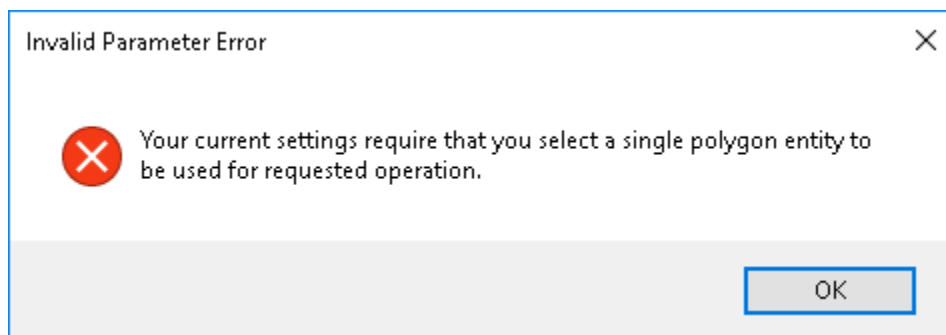 Invalid Parameter Error
Your current settings require that you select a single polygon entity to
be used for requested operation.
OK